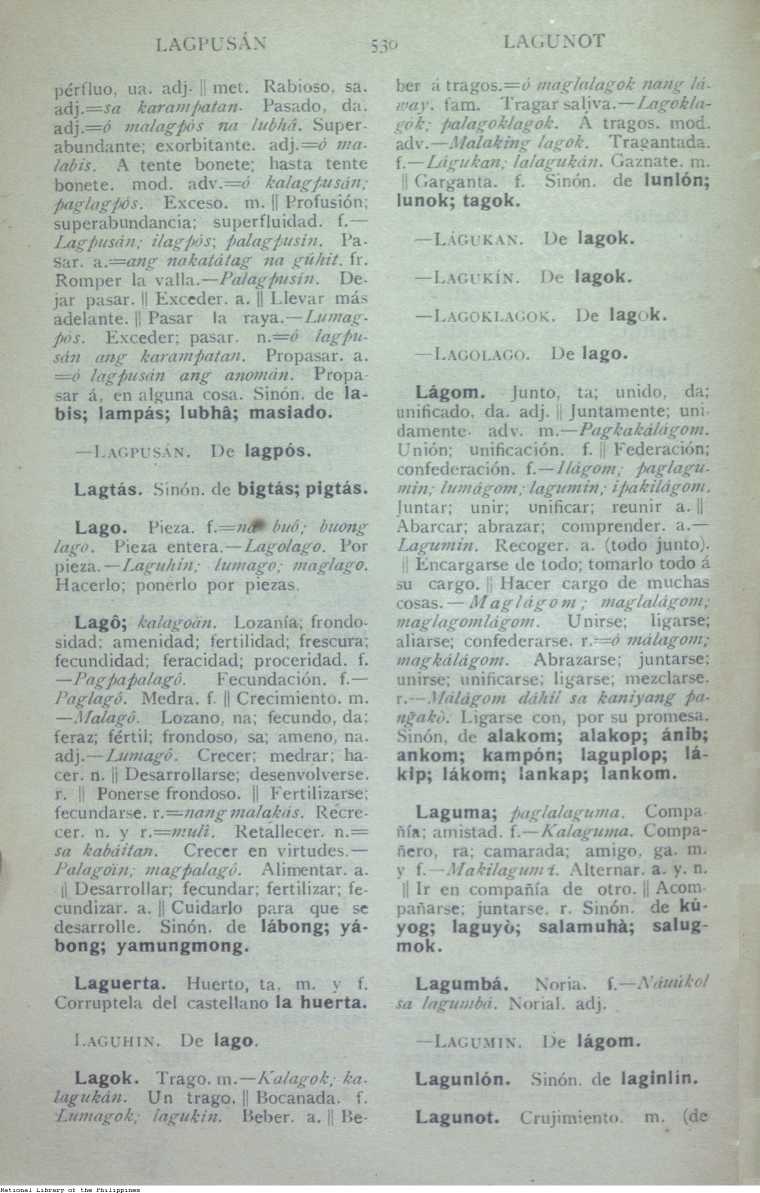 LAGPUSÁN
530
LAGUNOT
pérfluo, ua. adj. || met. Rabioso, sa.
adj.=sa karampatan. Pasado, da.
adj.=ó malagpós na lubhâ. Super-
abundante; exorbitante. adj.=ó ma-
labis. A tente bonete; hasta tente
bonete. mod. adv.=ó kalagpusán;
paglagpós. Exceso. m. || Profusión;
superabundancia; superfluidad. f.—
Lagpusán; ilagpós; palagpusin. Pa-
sar. a.=ang nakatátag na gúhit. fr.
Romper la valla.—Palagpusin. De-
jar pasar. || Exceder. a. || Llevar más
adelante. || Pasar la raya.—Lumag-
pós. Exceder; pasar. n.=ó lagpu-
sán ang karampatan. Propasar. a.
=ó lagpusán ang anomán. Propa-
sar á, en alguna cosa. Sinón. de la-
bis; lampás; lubhâ; masiado.
—LAGPUSÁN. De lagpós.
Lagtás. Sinón. de bigtás; pigtás.
Lago. Pieza. f.=na buó; buong
lago. Pieza entera.—Lagolago. Por
pieza.—Laguhín; lumago; maglago.
Hacerlo; ponerlo por piezas.
Lagô; kalagoán. Lozanía; frondo-
sidad; amenidad; fertilidad; frescura;
fecundidad; feracidad; proceridad. f.
—Pagpapalagô. Fecundación. f.—
Paglagô. Medra. f. || Crecimiento. m.
—Malagô. Lozano, na; fecundo, da;
feraz; fértil; frondoso, sa; ameno, na.
adj.—Lumagô. Crecer; medrar; ha-
cer. n. || Desarrollarse; desenvolverse.
r. || Ponerse frondoso. || Fertilizarse;
fecundarse. r.=nang malakás. Recre-
cer. n. y r.=muli. Retallecer. n.=
sa kabáitan. Crecer en virtudes.—
Palagoin; magpalagô. Alimentar. a.
|| Desarrollar; fecundar; fertilizar; fe-
cundizar. a. || Cuidarlo para que se
desarrolle. Sinón. de lábong; yá-
bong; yamungmong.
Laguerta. Huerto, ta. m. y f.
Corruptela del castellano la huerta.
LAGUHIN. De lago.
Lagok. Trago. m.—Kalagok; ka-
lagukán. Un trago. || Bocanada. f.
Lumagok; lagukín. Beber. a. || Be-
ber á tragos.=ó maglalagok nang lá-
way. fam. Tragar saliva.—Lagokla-
gok; palagoklagok. A tragos. mod.
adv.—Malaking lagok. Tragantada.
f.—Lágukan; lalagukán. Gaznate. m.
|| Garganta. f. Sinón. de lunlón;
lunok; tagok.
—LÁGUKAN. De lagok.
—LAGUKÍN. De lagok.
—LAGOKLAGOK. De lagok.
—LAGOLAGO. De lago.
Lágom. Junto, ta; unido, da;
unificado, da. adj. || Juntamente; uni-
damente. adv. m.—Pagkakálágom.
Unión; unificación. f. || Federación;
confederación. f.—Ilágom; paglagu-
min; lumágom; lagumin; ipakilágom.
Juntar; unir; unificar; reunir a. ||
Abarcar; abrazar; comprender. a.—
Lagumin. Recoger. a. (todo junto).
|| Encargarse de todo; tomarlo todo á
su cargo. || Hacer cargo de muchas
cosas.—Maglágom; maglalágom;
maglagomlágom. Unirse; ligarse;
aliarse; confederarse. r.=ó málagom;
magkálágom. Abrazarse; juntarse;
unirse; unificarse; ligarse; mezclarse.
r.—Málágom dáhil sa kaniyang pa-
ngakò. Ligarse con, por su promesa.
Sinón, de alakom; alakop; ánib;
ankom; kampón; laguplop; lá-
kip; lákom; lankap; lankom.
Laguma; paglalaguma. Compa-
ñía; amistad. f.—Kalaguma. Compa-
ñero, ra; camarada; amigo, ga. m.
y f.—Makilaguma. Alternar. a. y. n.
|| Ir en compañía de otro. || Acom-
pañarse; juntarse. r. Sinón. de kú-
yog; laguyò; salamuhà; salug-
mok.
Lagumbá. Noria. f.—Náuúkol
sa lagumbá. Norial. adj.
—LAGUMIN. De lágom.
Lagunlón. Sinón. de laginlín.
Lagunot. Crujimiento. m. (de
National Library of the Philippines